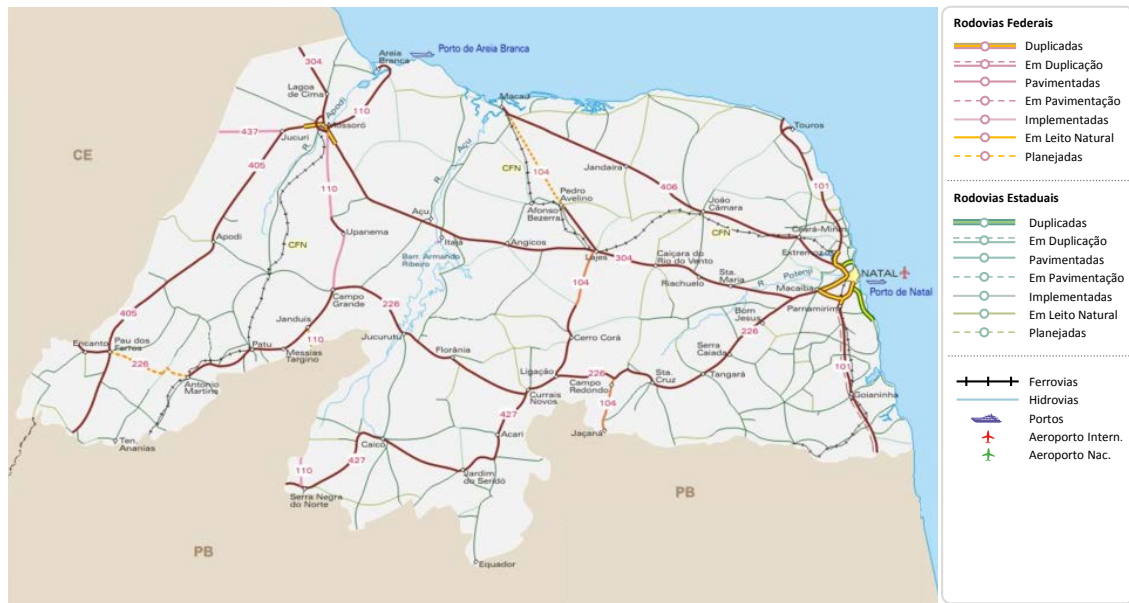 Areia
Branca
Porto de Areia Branca
304
Lagoa
de Cima
R. Apodi
110
Mossoró
437
Jucuri
CE
405
110
Macau
R. Açu
CFN
104
Touros
Jandaíra
406
101
Pedro
Avelino
Afonso
Bezerra
João
Câmara
Ceará-Mirim
CFN
Extremoz
Açu
Upanema
Apodi
CFN
Itajá
Angicos
Lajes
304
Caiçara do
Rio do Vento
Barr. Armando
Ribeiro
Riachuelo
Sta.
Maria
R. Potengi
Macaíba
NATAL
Porto de Natal
Parnamirim
104
Campo
Grande
226
405
Janduís
110
Bom
Jesus
226
Encanto
Pau dos
Ferros
226
Patu
Messias
Targino
Jucurutu
Florânia
Cerro Corá
Serra
Caiada
Antonio
Martins
Ligação
Campo
Redondo
226
Sta.
Cruz
Tangará
101
Goianinha
Currais
Novos
104
427
Jaçanã
Ten.
Ananias
Caicó
Acari
427
110
Serra Negra
do Norte
Jardim
do Seridó
PB
PB
Equador
Rodovias Federais
Duplicadas
Em Duplicação
Pavimentadas
Em Pavimentação
Implementadas
Em Leito Natural
Planejadas
Rodovias Estaduais
Duplicadas
Em Duplicação
Pavimentadas
Em Pavimentação
Implementadas
Em Leito Natural
Planejadas
Ferrovias
Hidrovias
Portos
Aeroporto Intern.
Aeroporto Nac.